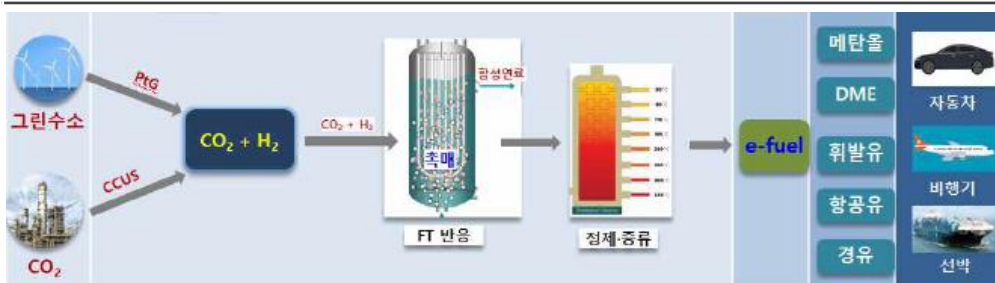 그린수소
PtG
CO₂
CCUS
CO₂ + H₂
CO₂ + H₂
합성연료
촉매
FT 반응
정제·증류
e-fuel
메탄올
DME
휘발유
항공유
경유
자동차
비행기
선박